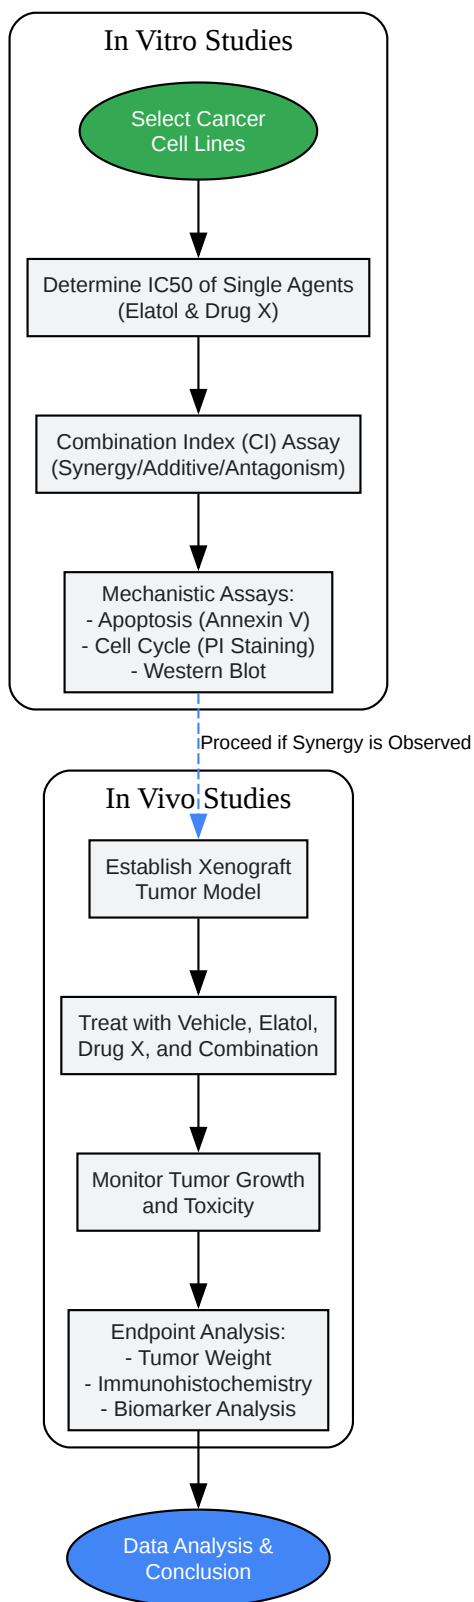 In Vitro Studies
Select Cancer
Cell Lines
Determine IC50 of Single Agents
(Elatol & Drug X)
Combination Index (CI) Assay
(Synergy/Additive/Antagonism)
Mechanistic Assays:
- Apoptosis (Annexin V)
- Cell Cycle (PI Staining)
- Western Blot
Proceed if Synergy is Observed
In Vivo Studies
Establish Xenograft
Tumor Model
Treat with Vehicle, Elatol,
Drug X, and Combination
Monitor Tumor Growth
and Toxicity
Endpoint Analysis:
- Tumor Weight
- Immunohistochemistry
- Biomarker Analysis
Data Analysis &
Conclusion